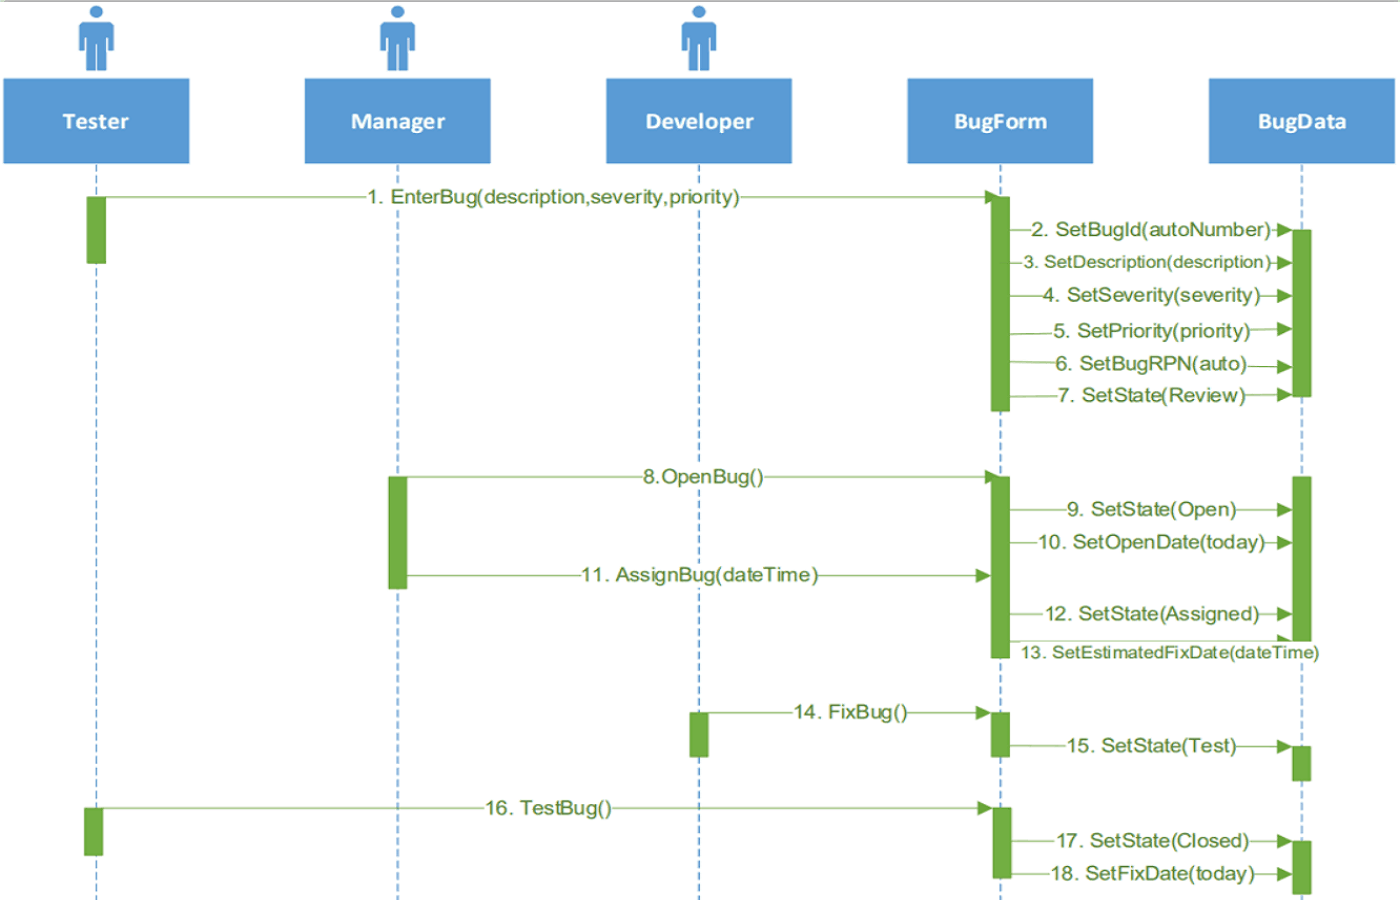 Tester
Manager
Developer
BugForm
BugData
1. EnterBug(description,severity,priority)
2. SetBugId(autoNumber)
3. SetDescription(description)
4. SetSeverity(severity)
5. SetPriority(priority)
6. SetBugRPN(auto)
7. SetState(Review)
8.OpenBug()
9. SetState(Open)
10. SetOpenDate(today)
11. AssignBug(dateTime)
12. SetState(Assigned)
13. SetEstimatedFixDate(dateTime)
14. FixBug()
15. SetState(Test)
16. TestBug()
17. SetState(Closed)
18. SetFixDate(today)